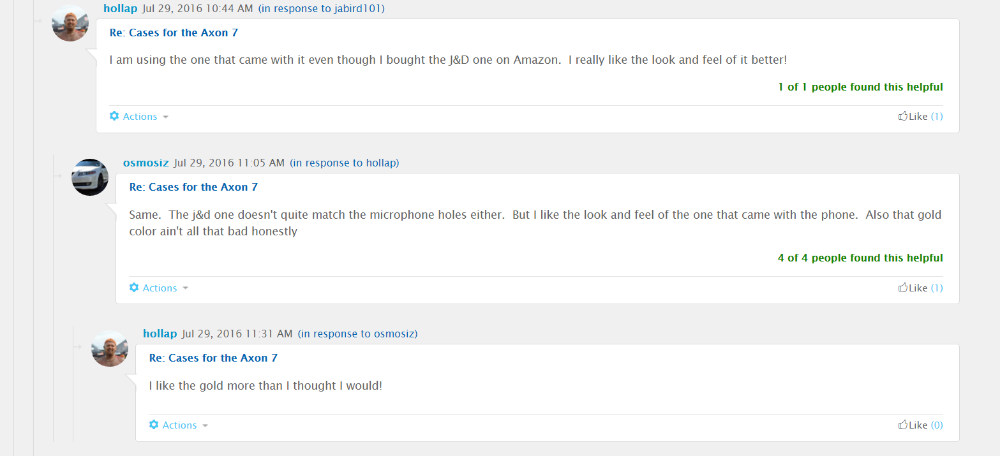 hollap Jul 29, 2016 10:44 AM (in response to jabird101)
Re: Cases for the Axon 7
I am using the one that came with it even though I bought the J&D one on Amazon.  I really like the look and feel of it better!
1 of 1 people found this helpful
Actions Like (1)
osmosiz Jul 29, 2016 11:05 AM (in response to hollap)
Re: Cases for the Axon 7
Same.  The j&d one doesn't quite match the microphone holes either.  But I like the look and feel of the one that came with the phone.  Also that gold
color ain't all that bad honestly
4 of 4 people found this helpful
Actions Like (1)
hollap Jul 29, 2016 11:31 AM (in response to osmosiz)
Re: Cases for the Axon 7
I like the gold more than I thought I would!
Actions Like (0)